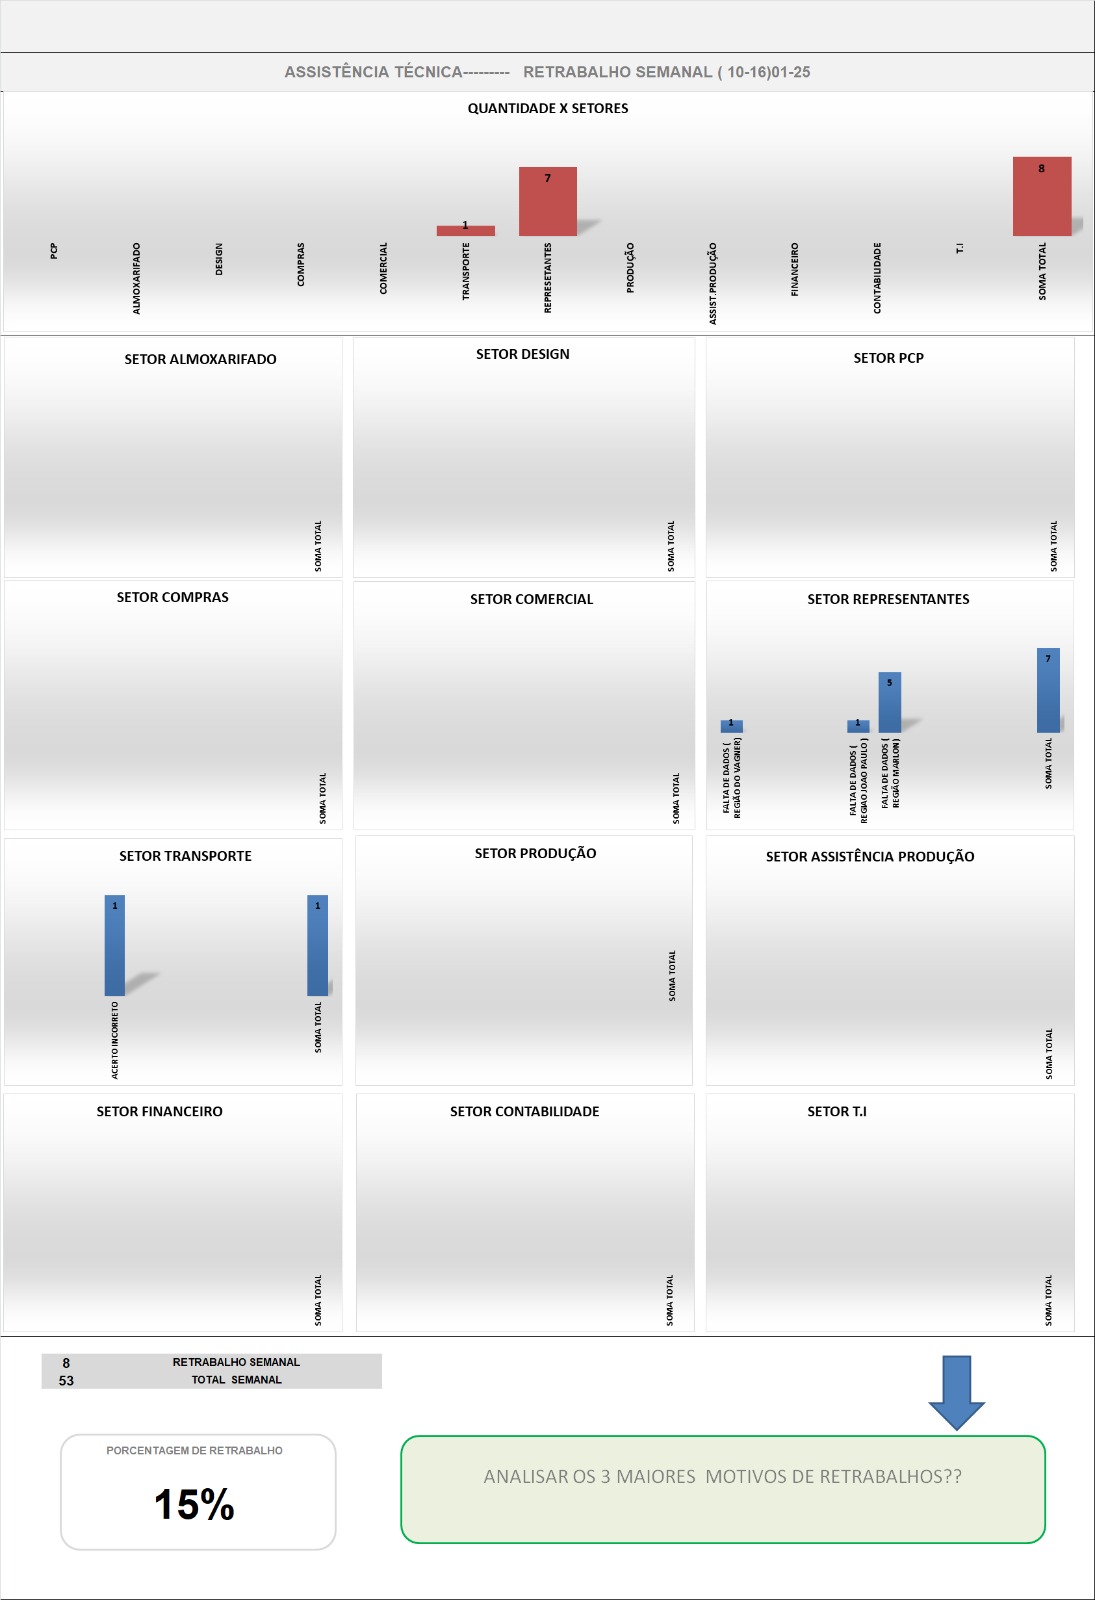 ASSISTÊNCIA TÉCNICA--------- RETRABALHO SEMANAL ( 10-16)01-25
QUANTIDADE X SETORES
1
7
8
PCP
ALMOXARIFADO
DESIGN
COMPRAS
COMERCIAL
TRANSPORTE
REPRESETANTES
PRODUÇÃO
ASSIST.PRODUÇÃO
FINANCEIRO
CONTABILIDADE
T.I
SOMA TOTAL
SETOR ALMOXARIFADO
SOMA TOTAL
SETOR DESIGN
SOMA TOTAL
SETOR PCP
SOMA TOTAL
SETOR COMPRAS
SOMA TOTAL
SETOR COMERCIAL
SOMA TOTAL
SETOR REPRESENTANTES
1
1
5
7
FALTA DE DADOS (
REGIÃO DO VAGNER)
FALTA DE DADOS (
REGIAO JOAO PAULO )
FALTA DE DADOS (
REGIÃO MARLON)
SOMA TOTAL
SETOR TRANSPORTE
1
1
ACERTO INCORRETO
SOMA TOTAL
SETOR PRODUÇÃO
SOMA TOTAL
SETOR ASSISTÊNCIA PRODUÇÃO
SOMA TOTAL
SETOR FINANCEIRO
SOMA TOTAL
SETOR CONTABILIDADE
SOMA TOTAL
SETOR T.I
SOMA TOTAL
8 RETRABALHO SEMANAL
53 TOTAL SEMANAL
PORCENTAGEM DE RETRABALHO
15%
ANALISAR OS 3 MAIORES MOTIVOS DE RETRABALHOS??